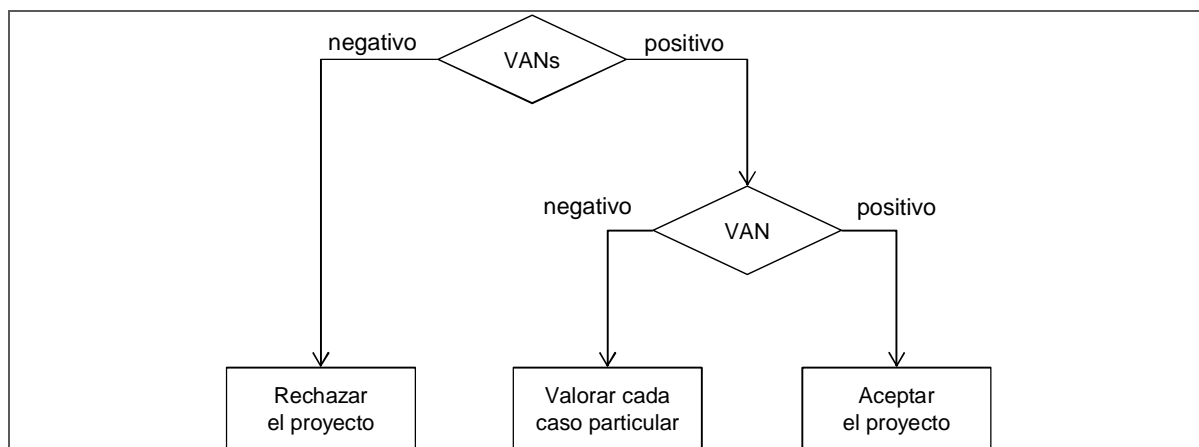 negativo
positivo
VANs
negativo
positivo
VAN
Rechazar
el proyecto
Valorar cada
caso particular
Aceptar
el proyecto